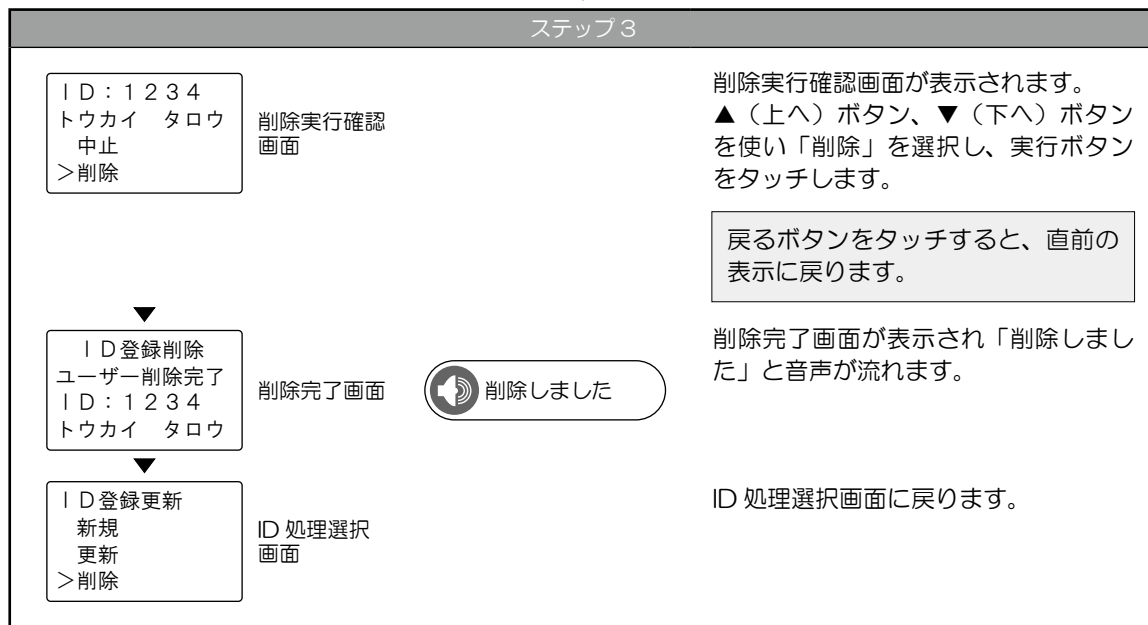 ステップ3
ID:1234
トウカイ　タロウ
中止
>削除
削除実行確認
画面
削除実行確認画面が表示されます。
▲（上へ）ボタン、▼（下へ）ボタン
を使い「削除」を選択し、実行ボタン
をタッチします。
戻るボタンをタッチすると、直前の
表示に戻ります。
▼
ID登録削除
ユーザー削除完了
ID:1234
トウカイ　タロウ
削除完了画面
削除しました
削除完了画面が表示され「削除しまし
た」と音声が流れます。
▼
ID登録更新
新規
更新
>削除
ID 処理選択
画面
ID 処理選択画面に戻ります。